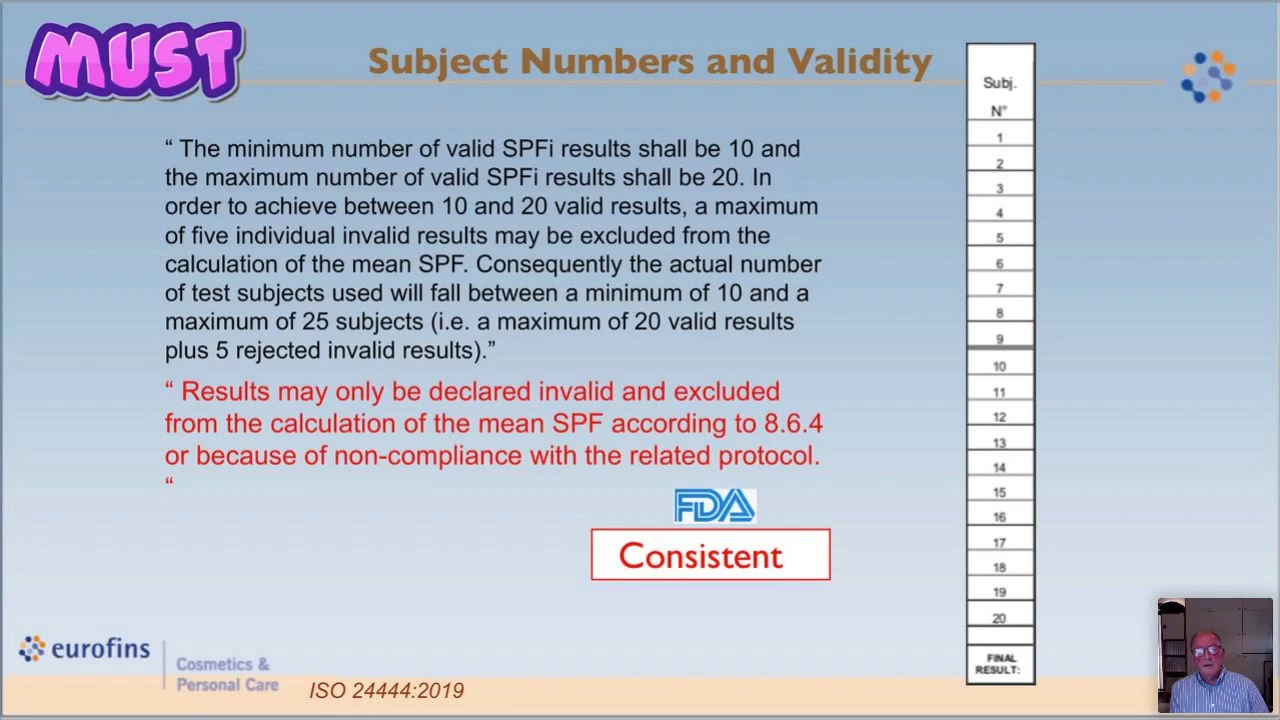 MUST
Subject Numbers and Validity
“ The minimum number of valid SPFi results shall be 10 and
the maximum number of valid SPFi results shall be 20. In
order to achieve between 10 and 20 valid results, a maximum
of five individual invalid results may be excluded from the
calculation of the mean SPF. Consequently the actual number
of test subjects used will fall between a minimum of 10 and a
maximum of 25 subjects (i.e. a maximum of 20 valid results
plus 5 rejected invalid results).”
“ Results may only be declared invalid and excluded
from the calculation of the mean SPF according to 8.6.4
or because of non-compliance with the related protocol.
“
FDA
Consistent
Subj.
N°
1
2
3
4
5
6
7
8
9
10
11
12
13
14
15
16
17
18
19
20
FINAL
RESULT:
eurofins
Cosmetics &
Personal Care
ISO 24444:2019